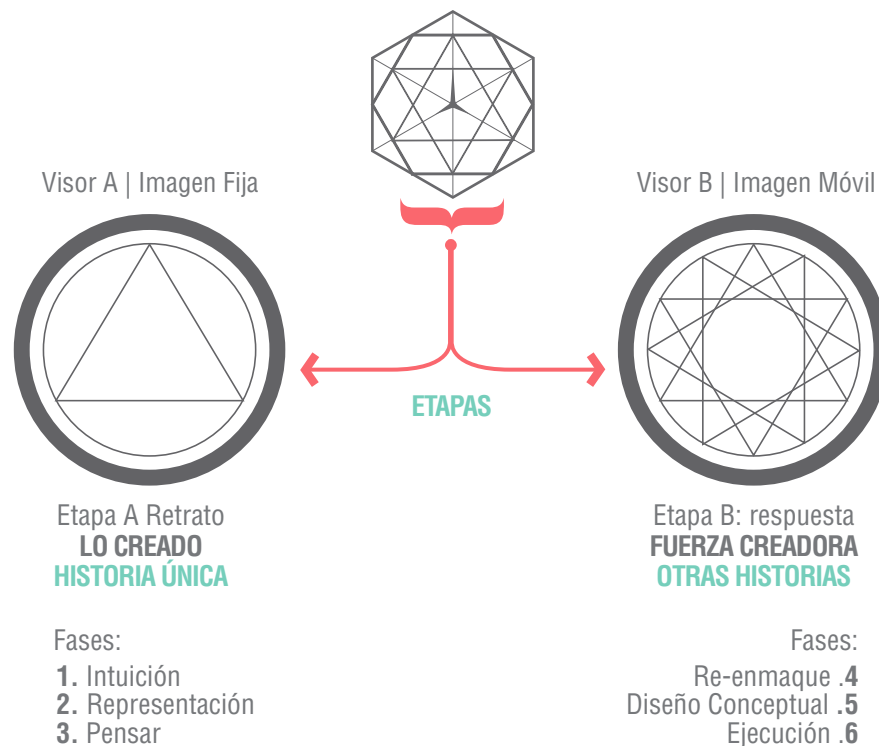 Visor A | Imagen Fija
Visor B | Imagen Móvil
ETAPAS
Etapa A Retrato
LO CREADO
HISTORIA ÚNICA
Etapa B: respuesta
FUERZA CREADORA
OTRAS HISTORIAS
Fases:
1. Intuición
2. Representación
3. Pensar
Fases:
Re-enmaque .4
Diseño Conceptual .5
Ejecución .6